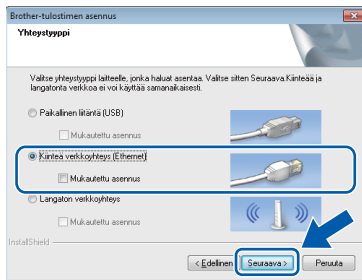 Brother-tulostimen asennus
Yhteystyyppi
Valitse yhteystyyppi laitteelle, jonka haluat asentaa. Valitse sitten Seuraava.Kiinteää ja
langatonta verkkoa ei voi käyttää samanaikaisesti.
Paikallinen liitäntä (USB)
Mukautettu asennus
Kiinteä verkkoyhteys (Ethernet)
Mukautettu asennus
Langaton verkkoyhteys
Mukautettu asennus
InstallShield
< Edellinen Seuraava > Peruuta